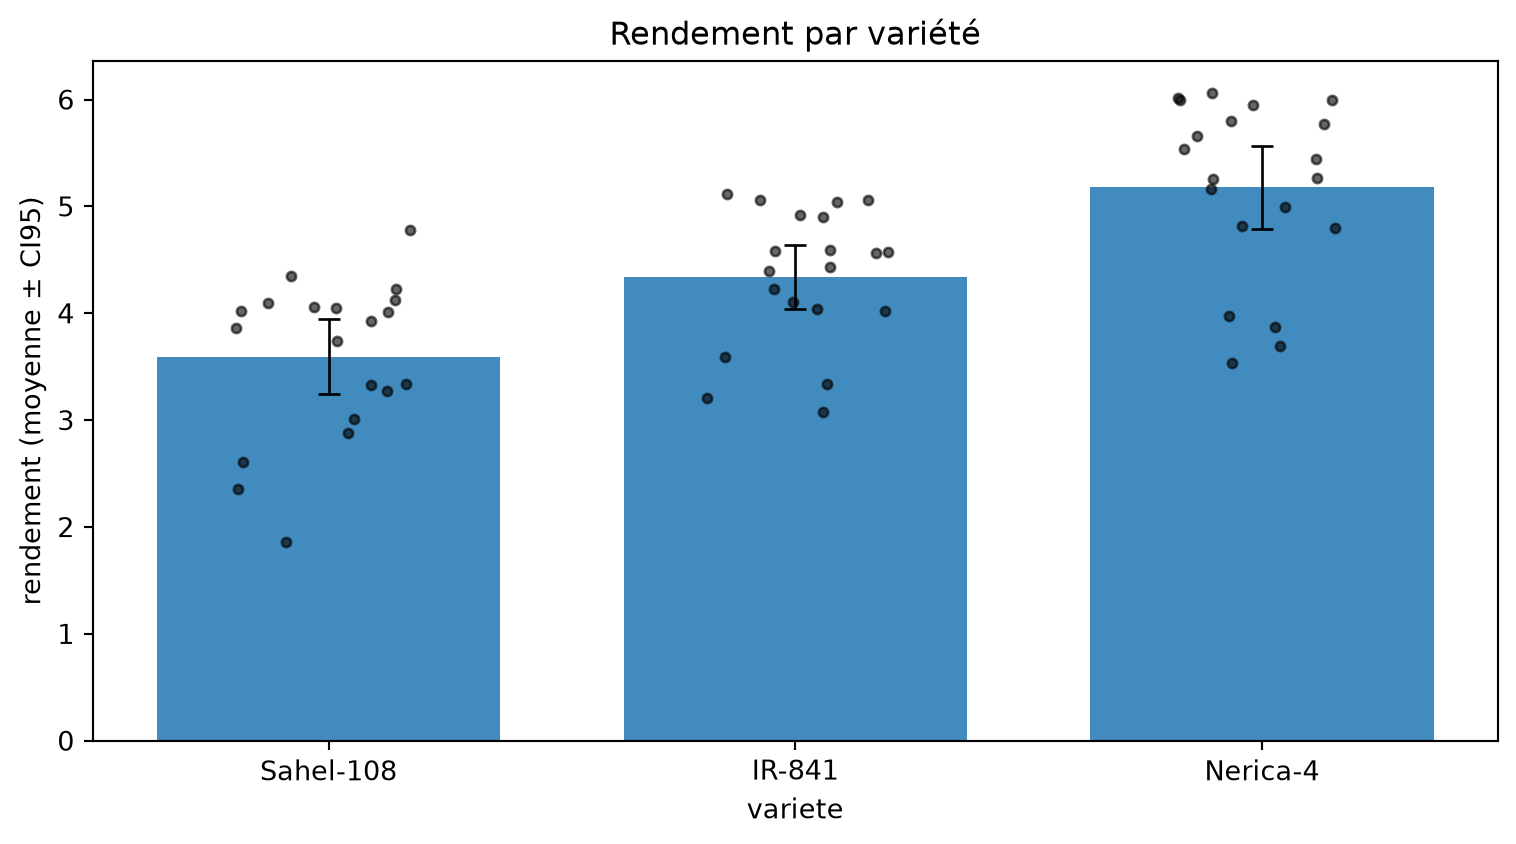 Rendement par variété
rendement (moyenne ± CI95)
6
5
4
3
2
1
0
Sahel-108
IR-841
Nerica-4
variete